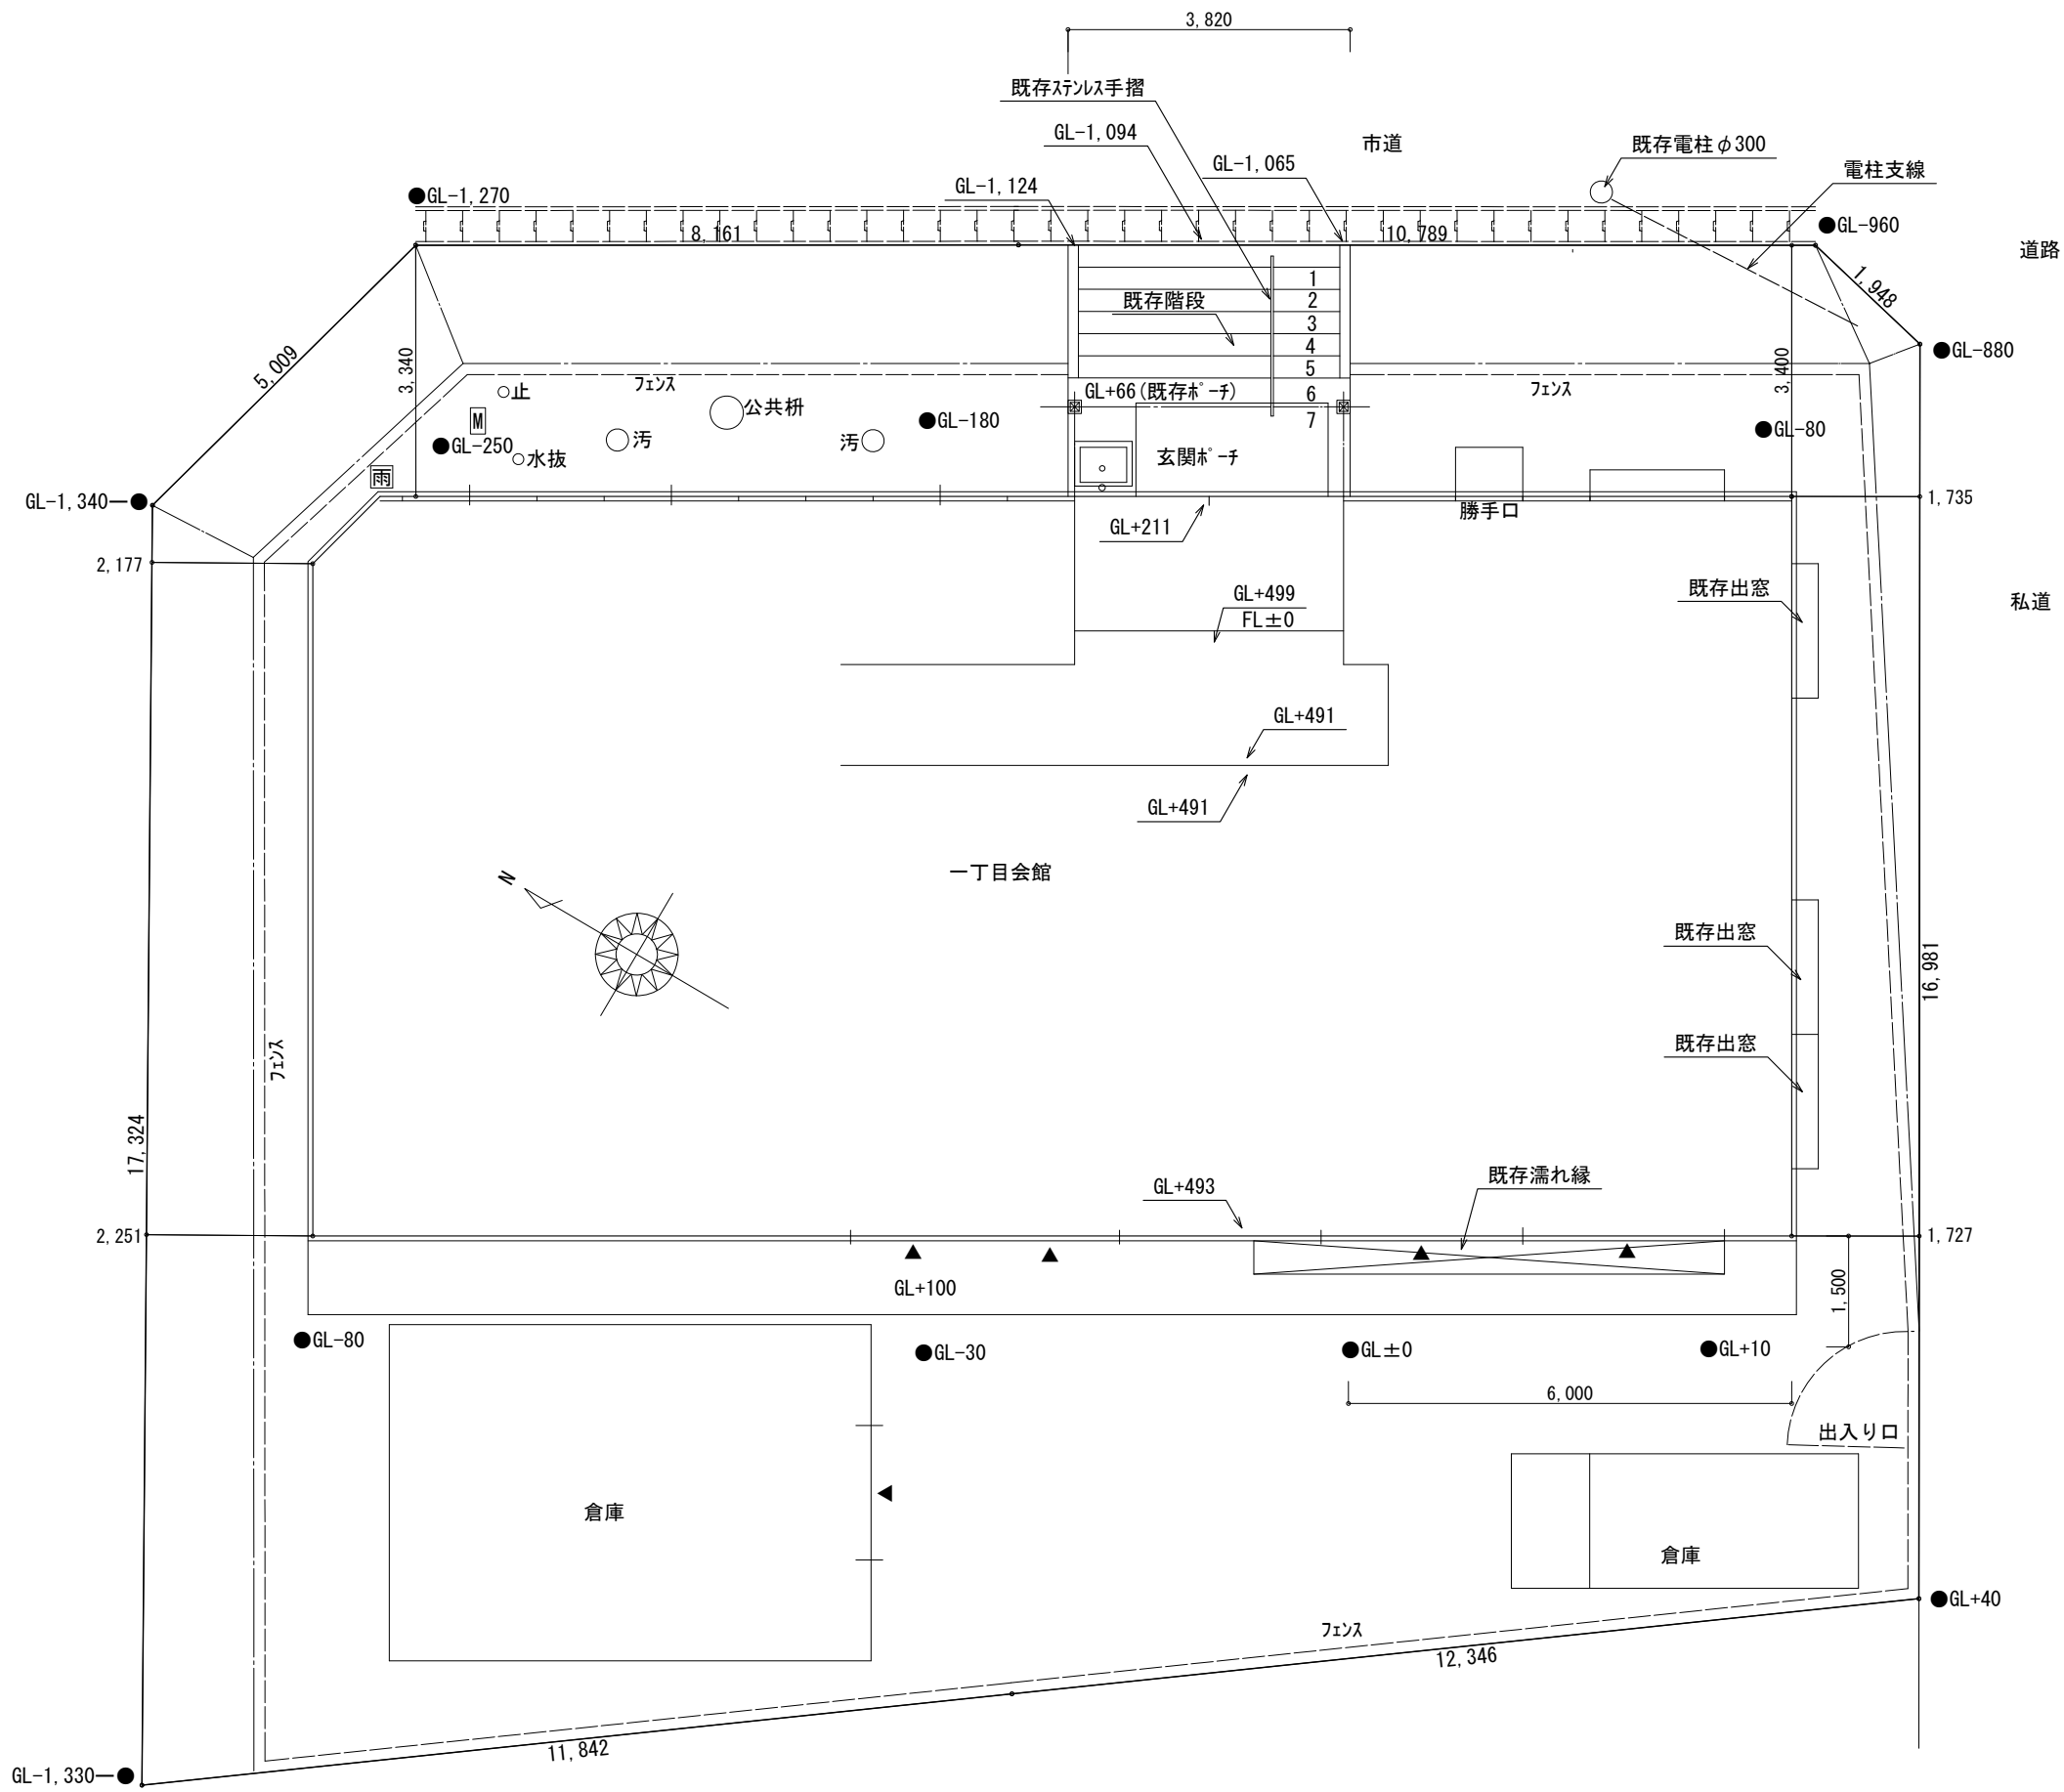 3,820
既存ｽﾃﾝﾚｽ手摺
GL-1,094
市道
既存電柱φ300
GL-1,065
電柱支線
GL-1,124
GL-1,270
GL-960
8,161
10,789
道路
1,948
1
既存階段
2
3
4
5
GL-880
5,009
3,340
3,400
ﾌｪﾝｽ
ﾌｪﾝｽ
止
GL+66(既存ﾎﾟｰﾁ)
6
公共桝
M
GL-180
7
GL-80
汚
汚
GL-250
水抜
玄関ﾎﾟｰﾁ
雨
GL-1,340
1,735
勝手口
GL+211
2,177
既存出窓
GL+499
FL±0
私道
GL+491
GL+491
一丁目会館
N
既存出窓
16,981
既存出窓
ﾌｪﾝｽ
17,324
既存濡れ縁
GL+493
2,251
1,727
GL+100
1,500
GL-80
GL-30
GL±0
GL+10
6,000
出入り口
倉庫
倉庫
GL+40
ﾌｪﾝｽ
12,346
11,842
GL-1,330